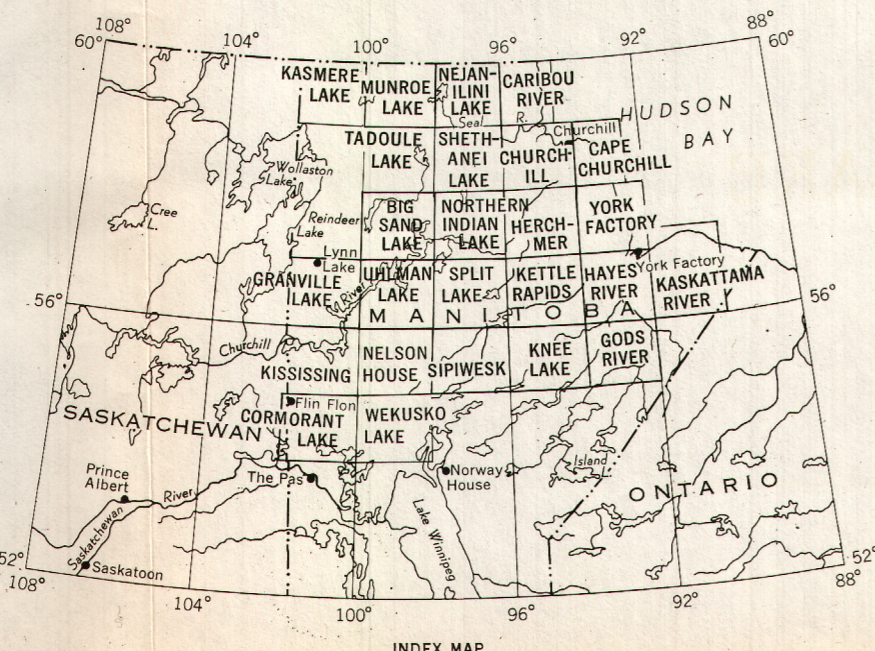 108°
104°
100°
96°
92°
88°
60°
60°
KASMERE
LAKE
MUNROE
LAKE
NEJAN-
ILINI
LAKE
CARIBOU
RIVER
Seal
R.
HUDSON
BAY
TADOULE
LAKE
SHETH-
ANEI
LAKE
CHURCH-
ILL
Churchill
CAPE
CHURCHILL
Wollaston
Lake
Cree
L.
Reindeer
Lake
BIG
SAND
LAKE
NORTHERN
INDIAN
LAKE
HERCH-
MER
YORK
FACTORY
York Factory
Lynn
Lake
GRANVILLE
LAKE
River
UHLMAN
LAKE
SPLIT
LAKE
KETTLE
RAPIDS
HAYES
RIVER
KASKATTAMA
RIVER
56°
56°
MANITOBA
Churchill
KISSISSING
NELSON
HOUSE
SIPIWESK
KNEE
LAKE
GODS
RIVER
SASKATCHEWAN
Flin Flon
CORMORANT
LAKE
WEKUSKO
LAKE
Prince
Albert
The Pas
Norway
House
Island
L.
ONTARIO
Saskatchewan
River
Lake Winnipeg
Saskatoon
52°
52°
108°
104°
100°
96°
92°
88°
INDEX MAP